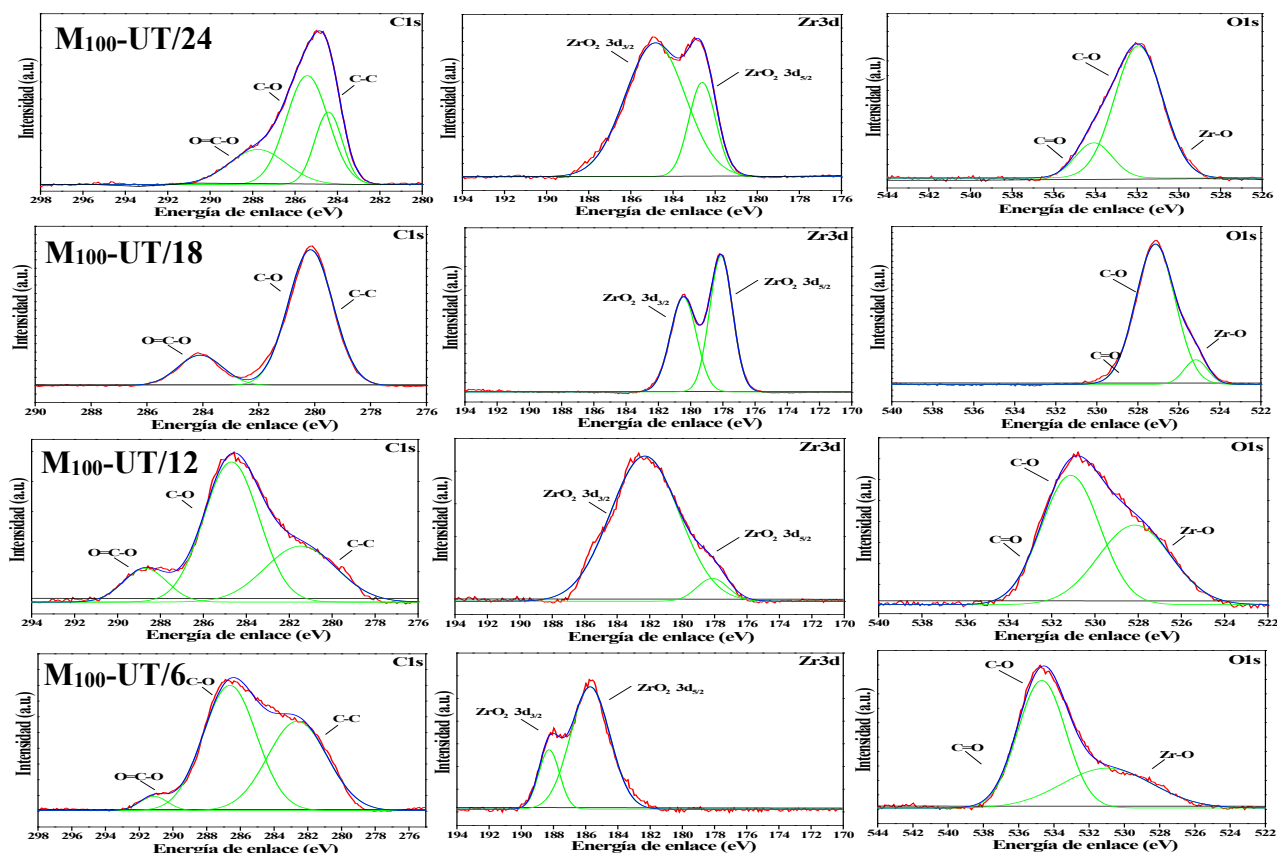 M₁₀₀-UT/24
C1s
C-O
C-C
O=C-O
Intensidad (a.u.)
298 296 294 292 290 288 286 284 282 280
Energía de enlace (eV)
Zr3d
ZrO₂ 3d₃/₂
ZrO₂ 3d₅/₂
Intensidad (a.u.)
194 192 190 188 186 184 182 180 178 176
Energía de enlace (eV)
O1s
C-O
C=O
Zr-O
Intensidad (a.u.)
544 542 540 538 536 534 532 530 528 526
Energía de enlace (eV)
M₁₀₀-UT/18
C1s
C-O
C-C
O=C-O
Intensidad (a.u.)
290 288 286 284 282 280 278 276
Energía de enlace (eV)
Zr3d
ZrO₂ 3d₃/₂
ZrO₂ 3d₅/₂
Intensidad (a.u.)
194 192 190 188 186 184 182 180 178 176 174 172 170
Energía de enlace (eV)
O1s
C-O
Zr-O
C=O
Intensidad (a.u.)
540 538 536 534 532 530 528 526 524 522
Energía de enlace (eV)
M₁₀₀-UT/12
C1s
C-O
O=C-O
C-C
Intensidad (a.u.)
294 292 290 288 286 284 282 280 278 276
Energía de enlace (eV)
Zr3d
ZrO₂ 3d₃/₂
ZrO₂ 3d₅/₂
Intensidad (a.u.)
194 192 190 188 186 184 182 180 178 176 174 172 170
Energía de enlace (eV)
O1s
C-O
Zr-O
C=O
Intensidad (a.u.)
540 538 536 534 532 530 528 526 524 522
Energía de enlace (eV)
M₁₀₀-UT/6
C1s
C-O
C-C
O=C-O
Intensidad (a.u.)
298 296 294 292 290 288 286 284 282 280 278 276
Energía de enlace (eV)
Zr3d
ZrO₂ 3d₃/₂
ZrO₂ 3d₅/₂
Intensidad (a.u.)
194 192 190 188 186 184 182 180 178 176 174 172 170
Energía de enlace (eV)
O1s
C-O
C=O
Zr-O
Intensidad (a.u.)
544 542 540 538 536 534 532 530 528 526 524 522
Energía de enlace (eV)